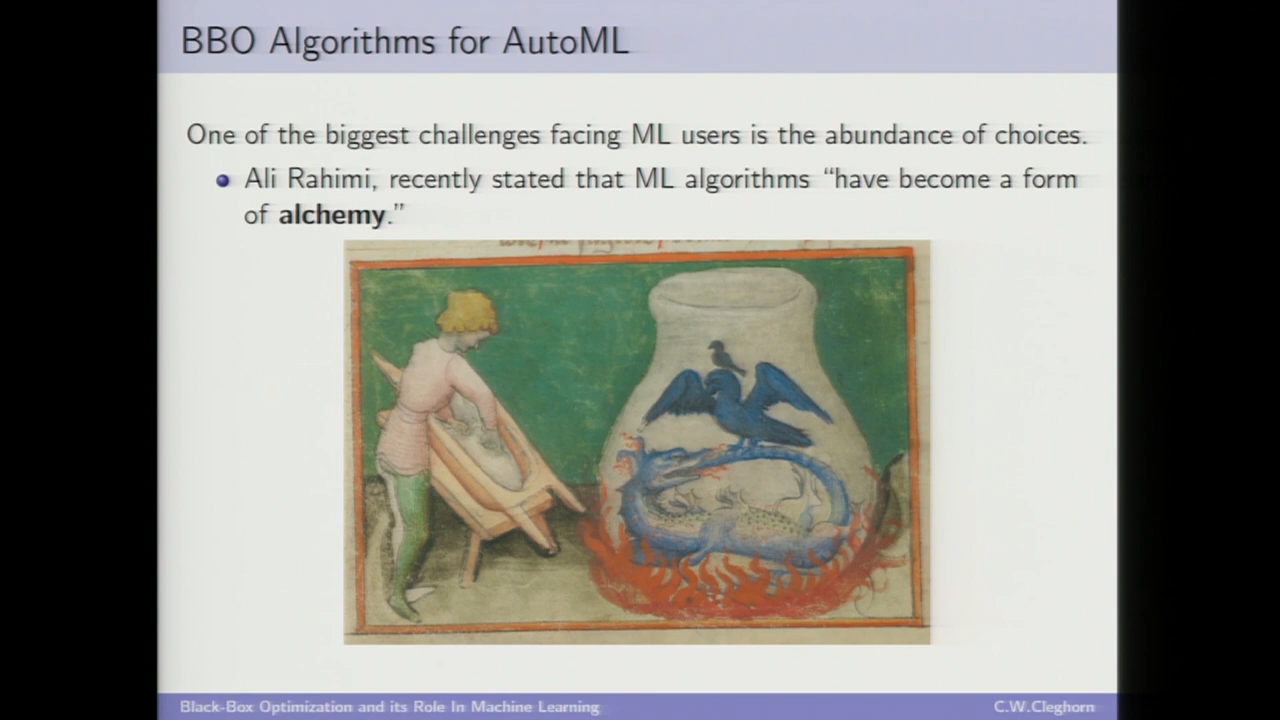 BBO Algorithms for AutoML
One of the biggest challenges facing ML users is the abundance of choices.
Ali Rahimi, recently stated that ML algorithms “have become a form
of alchemy.”
Black-Box Optimization and its Role In Machine Learning
C.W.Cleghorn